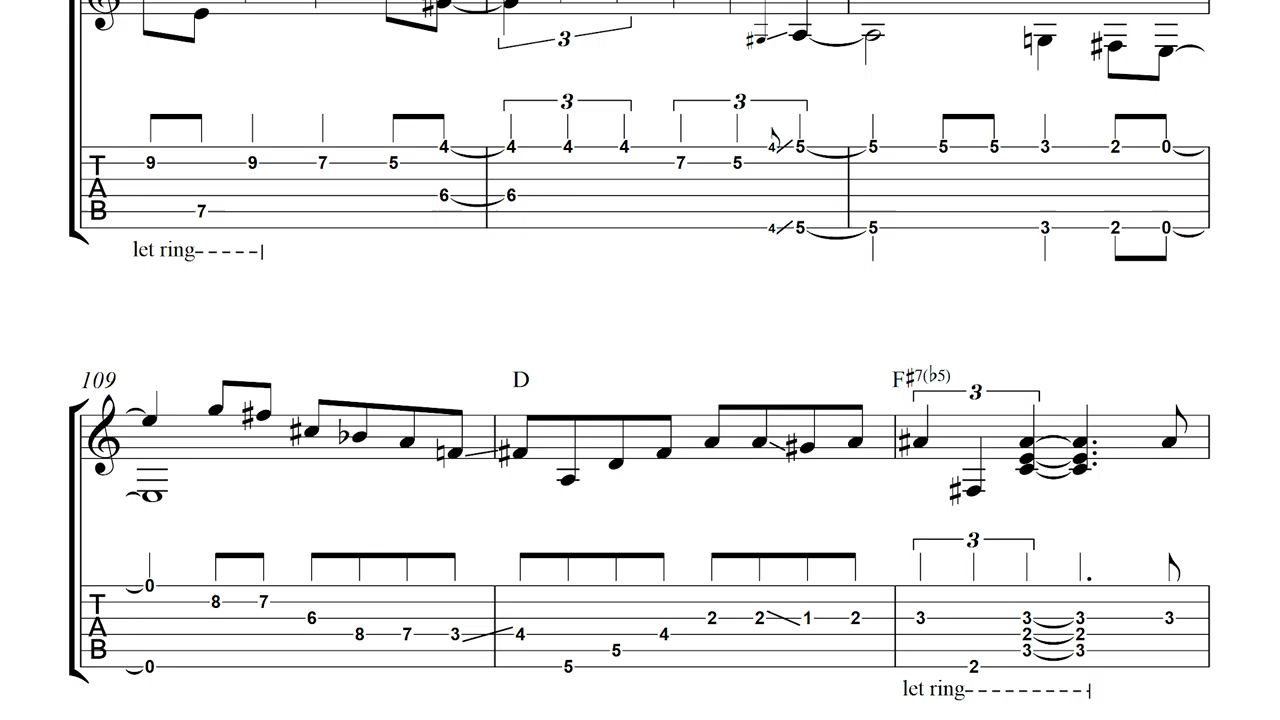 3
3 3
4 4 4 4 4 5 5 5 5 3 2 0
T 9 9 7 5 7 5
A 6 6
B 7
4 5 5 3 2 0
let ring
109 D F#7(b5)
3
3
0
T 8 7
6 2 2 1 2 3 3 3 3
A 8 7 3 4 4 2 2
B 5 3 3
0 5 2
let ring